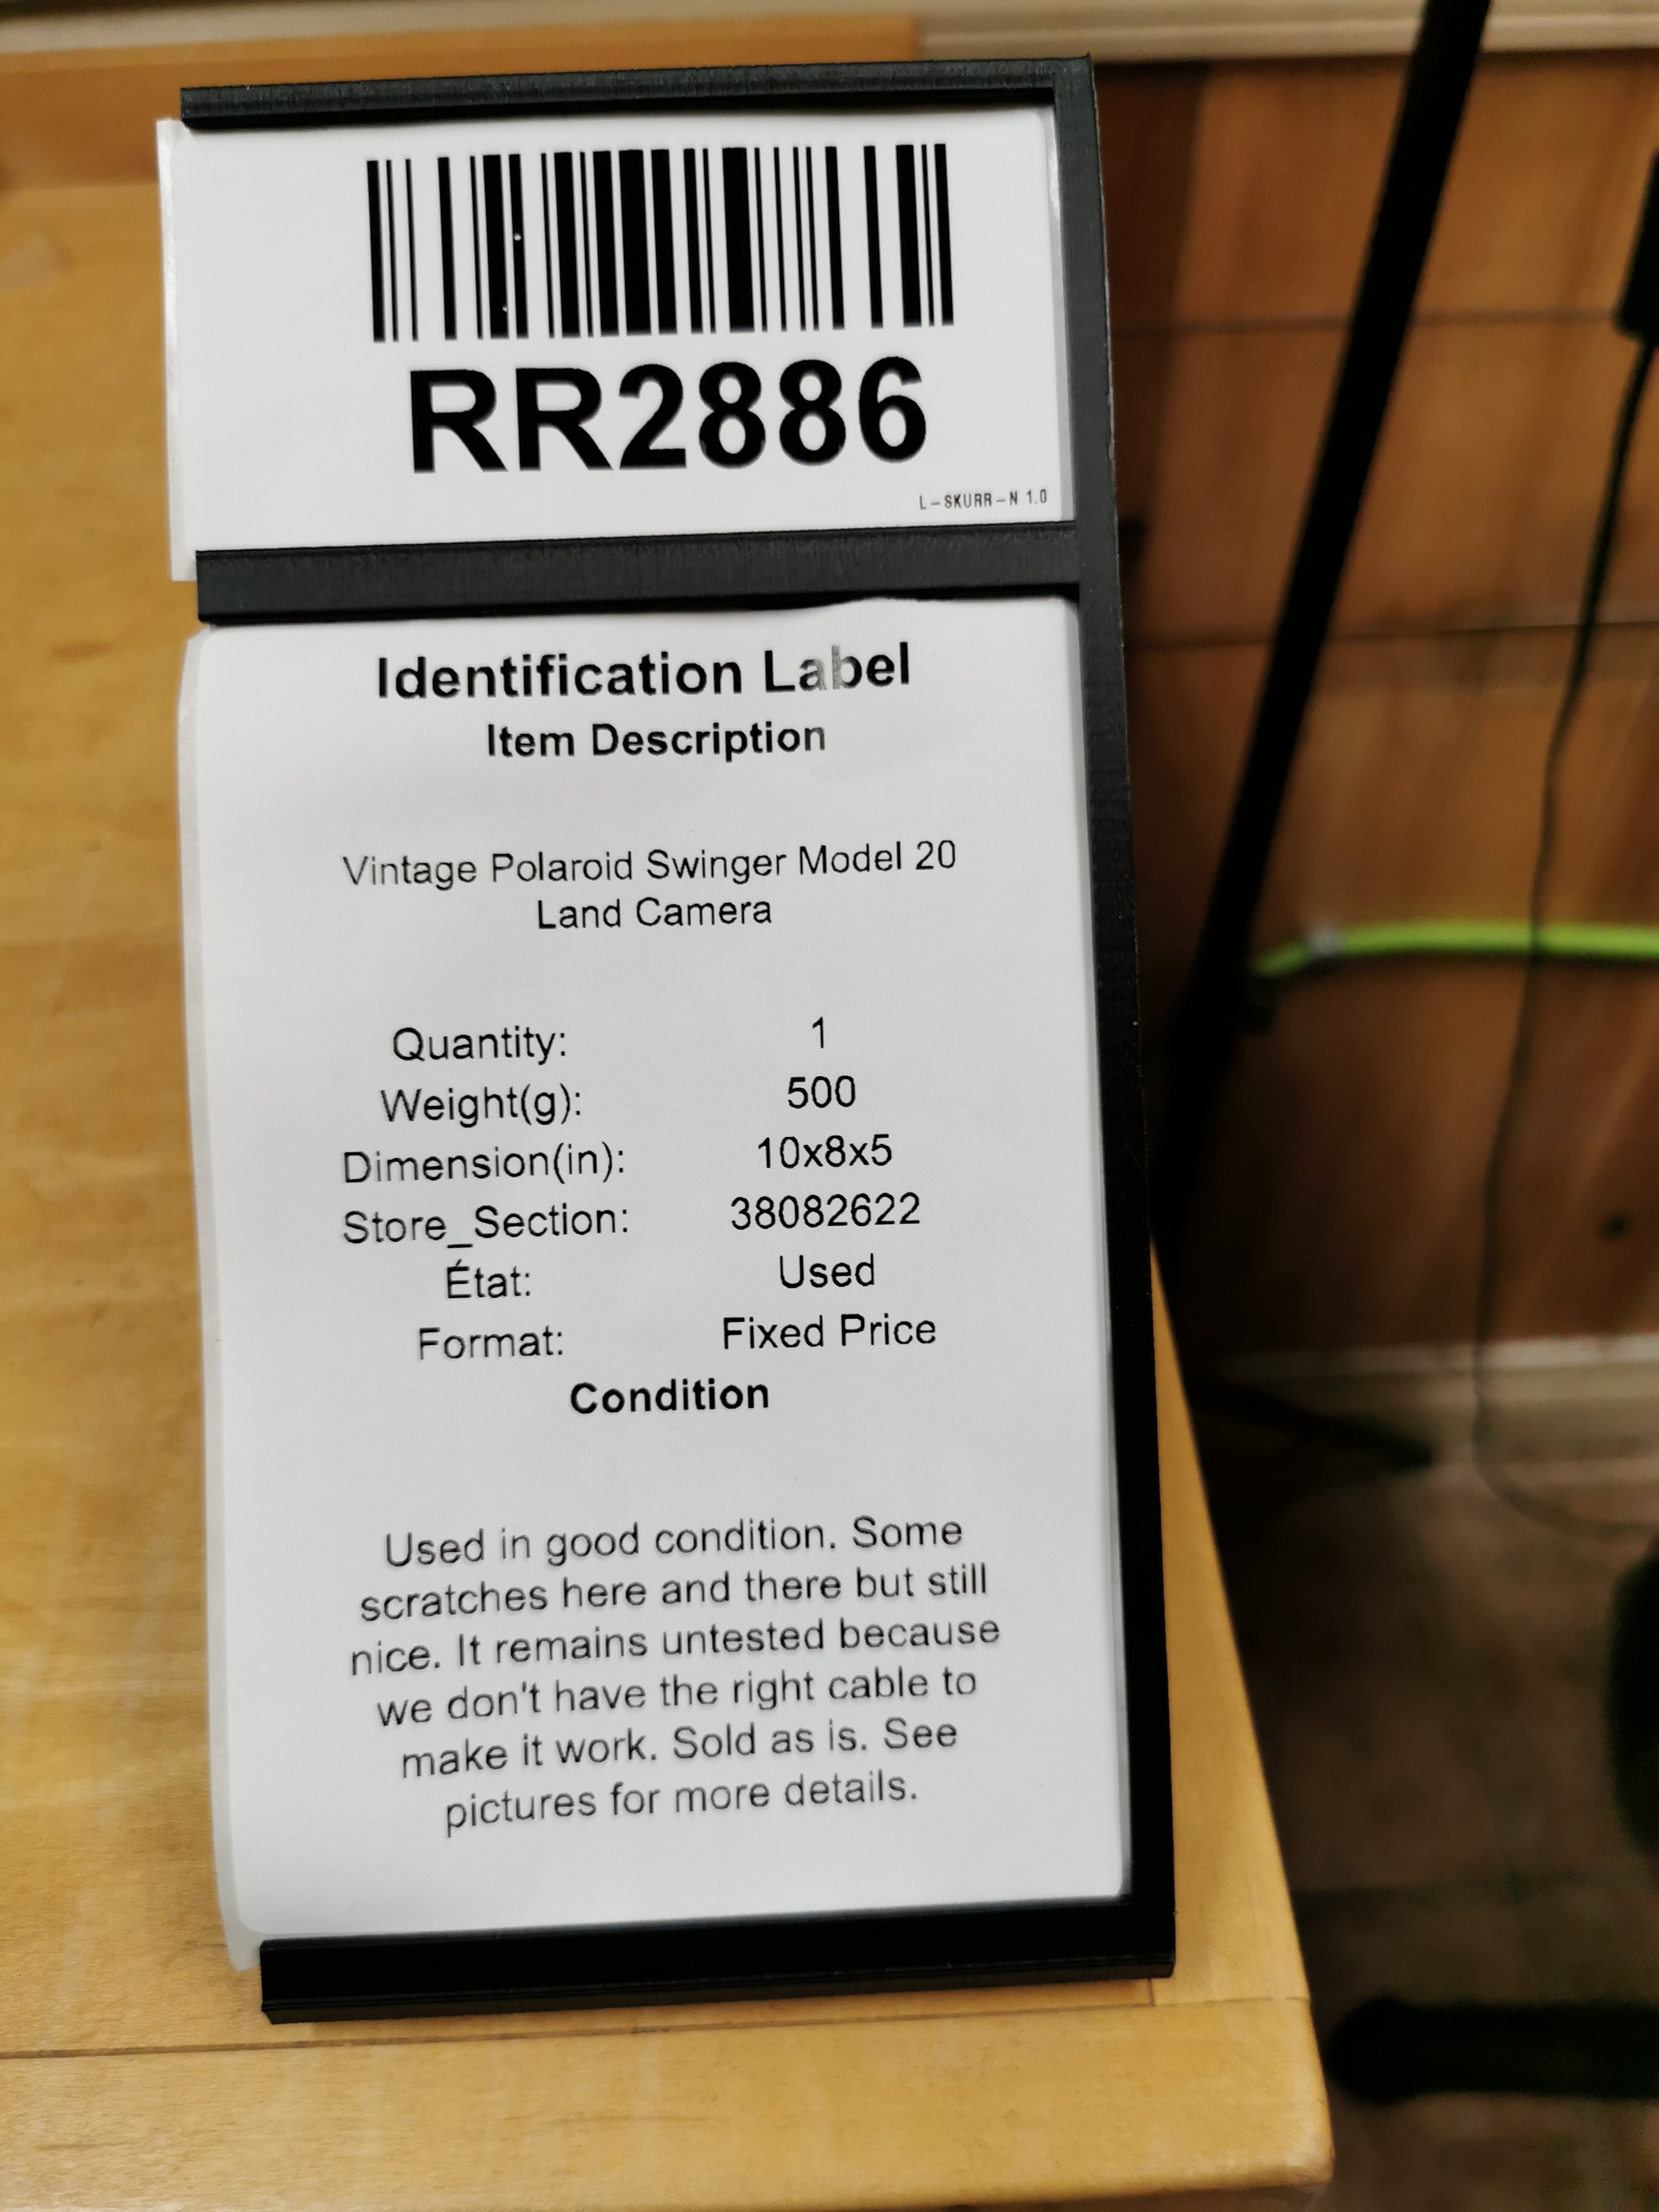 RR2886
L-SKURR-N 1.0
Identification Label
Item Description
Vintage Polaroid Swinger Model 20
Land Camera
Quantity: 1
Weight(g): 500
Dimension(in): 10x8x5
Store_Section: 38082622
État: Used
Format: Fixed Price
Condition
Used in good condition. Some
scratches here and there but still
nice. It remains untested because
we don't have the right cable to
make it work. Sold as is. See
pictures for more details.